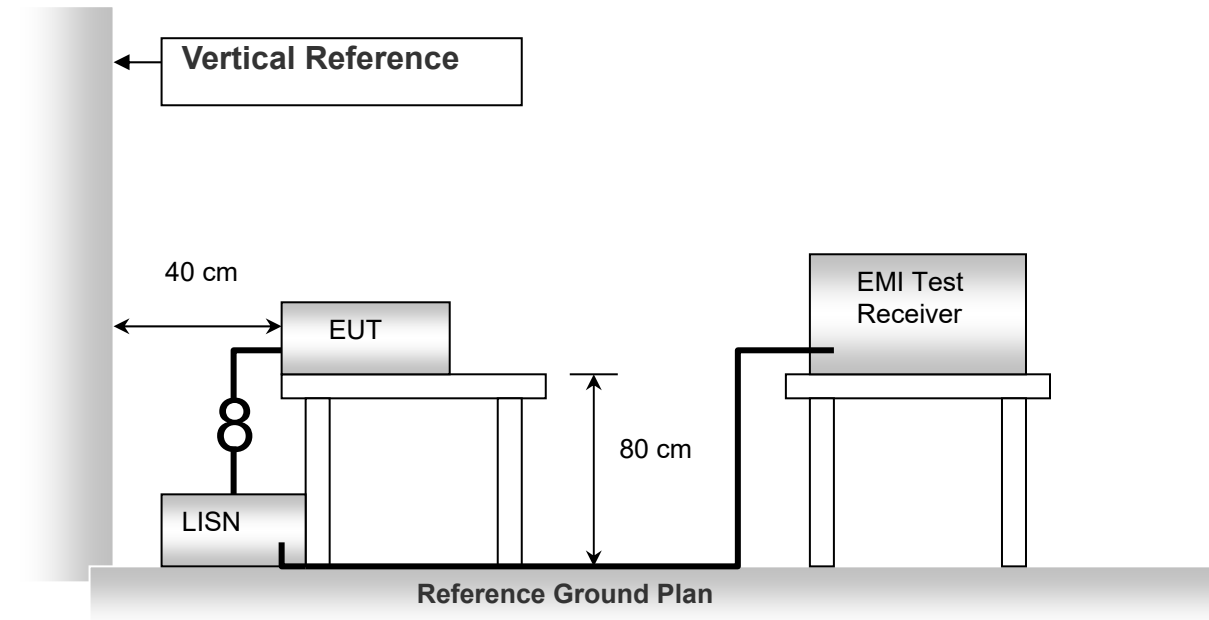 Vertical Reference
40 cm
EUT
EMI Test
Receiver
80 cm
LISN
Reference Ground Plan